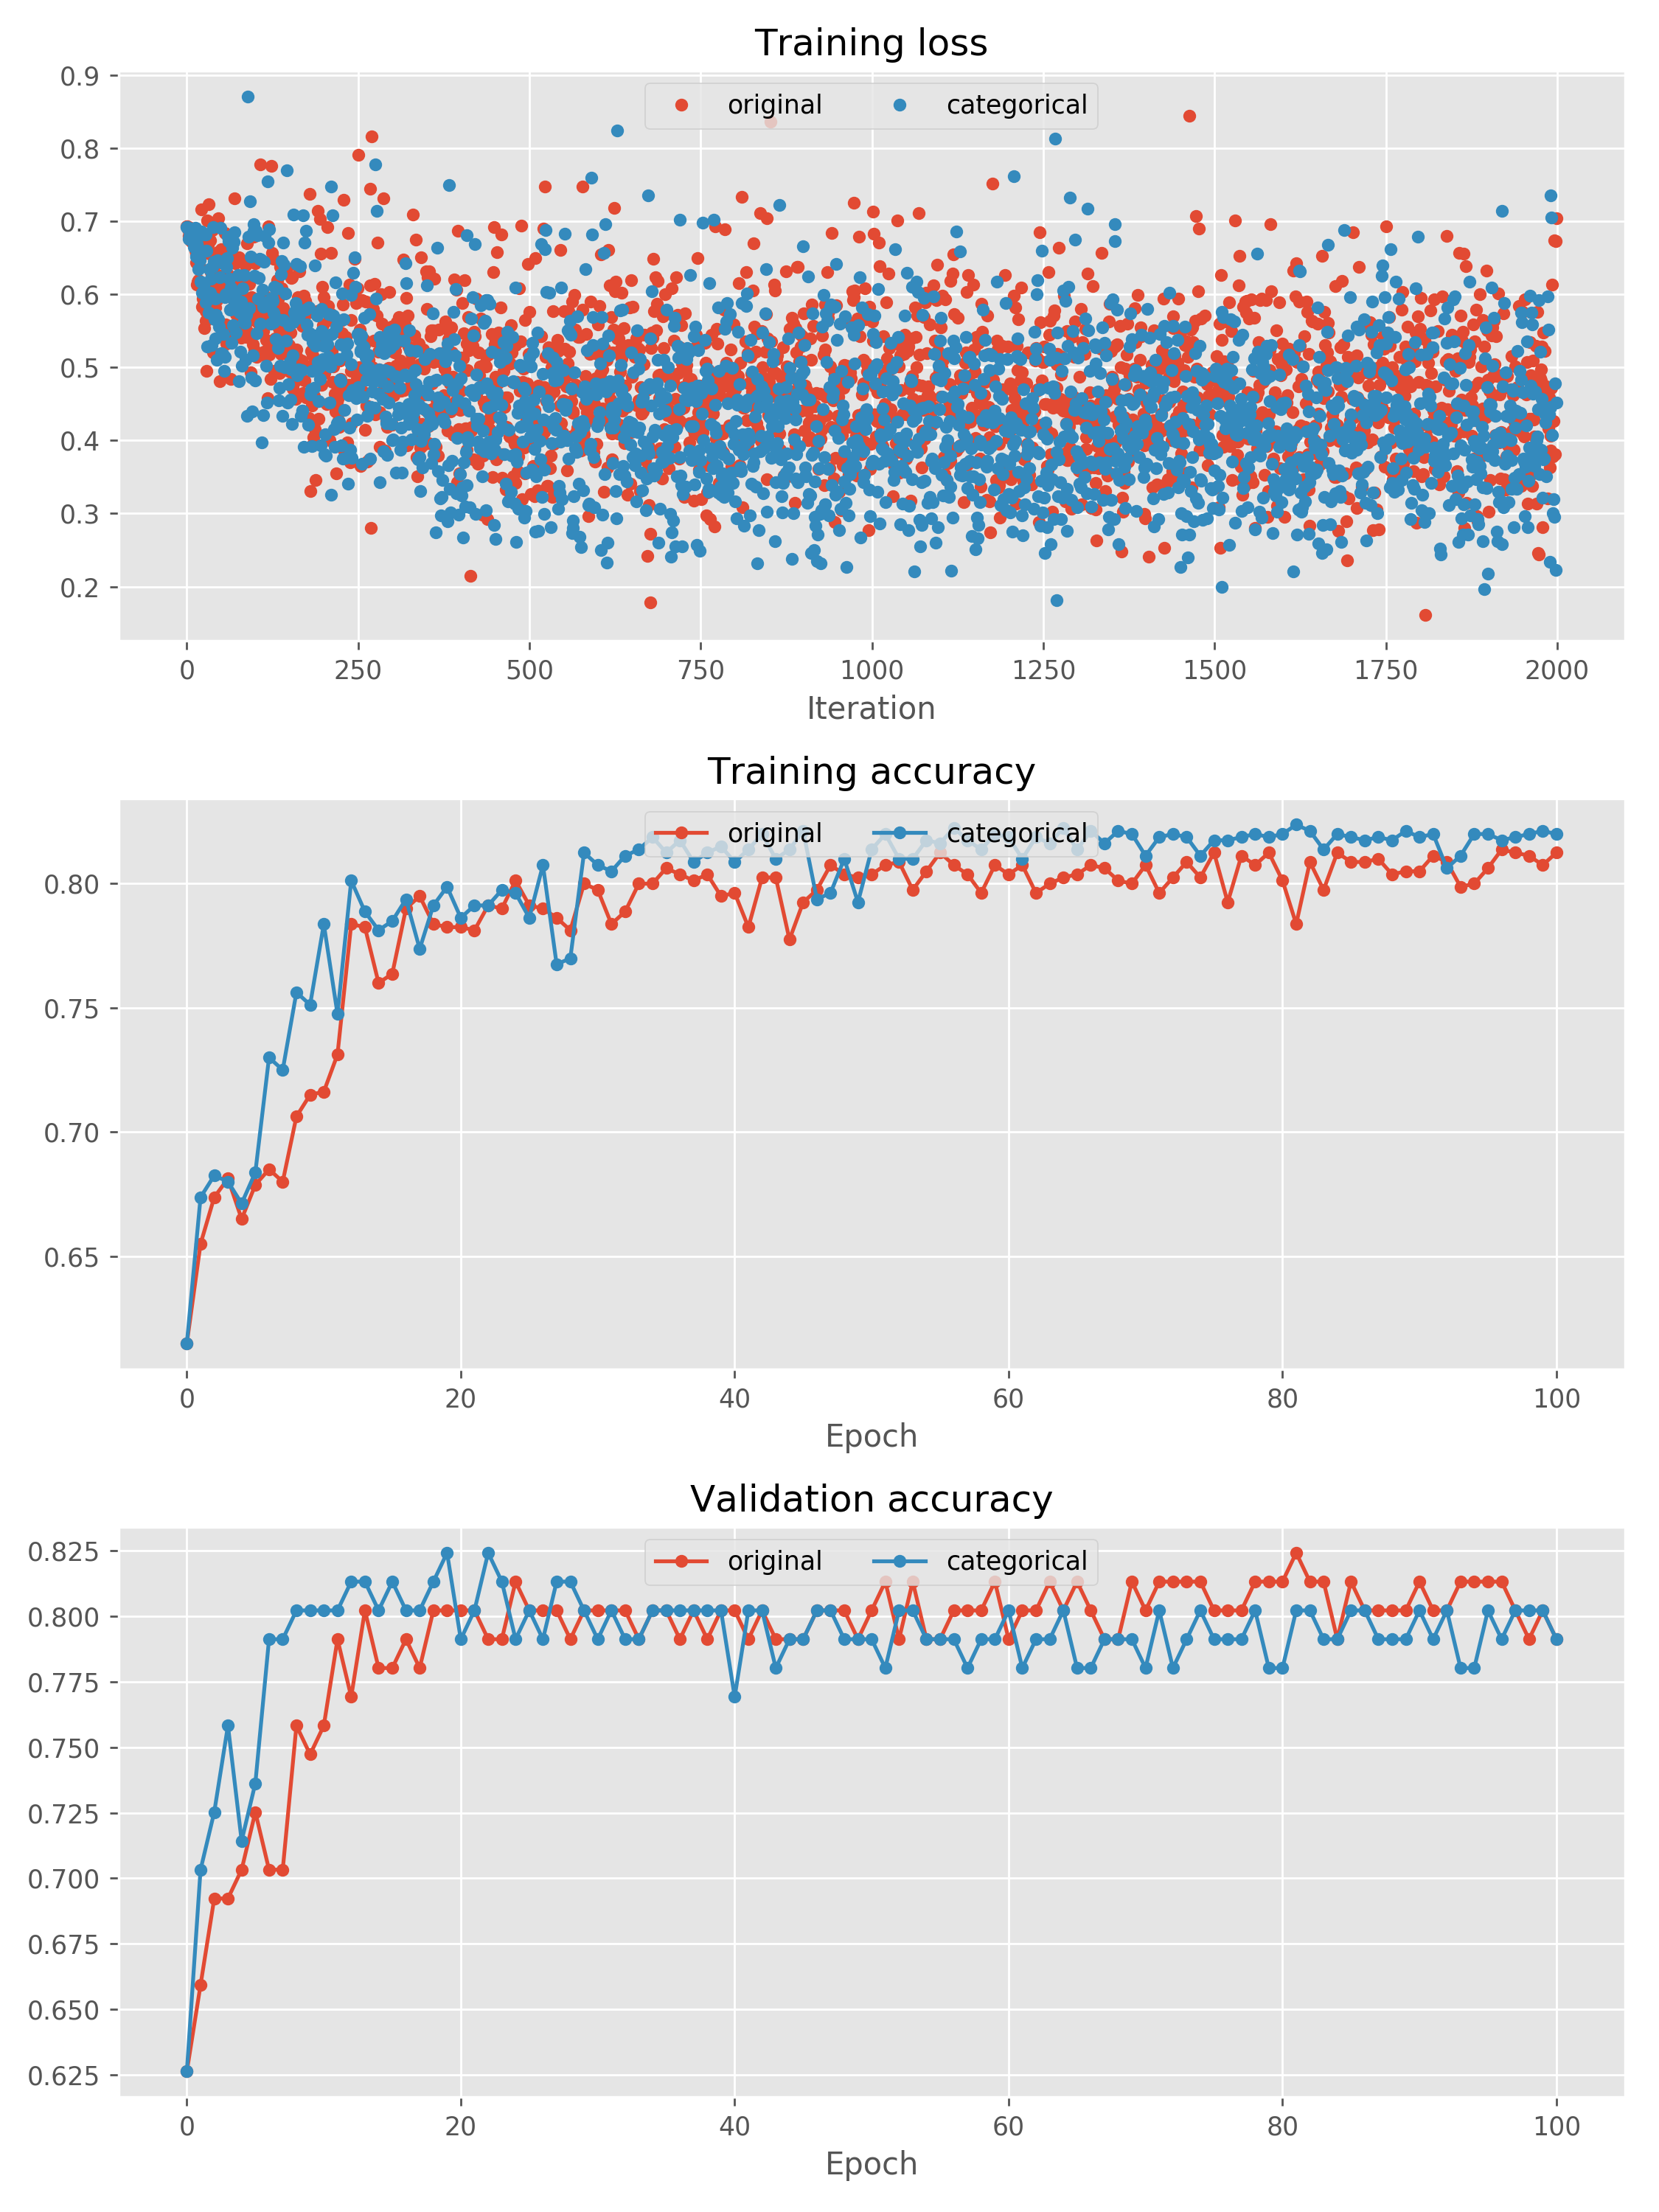 Training loss
original categorical
0.9
0.8
0.7
0.6
0.5
0.4
0.3
0.2
0 250 500 750 1000 1250 1500 1750 2000
Iteration
Training accuracy
original categorical
0.80
0.75
0.70
0.65
0 20 40 60 80 100
Epoch
Validation accuracy
original categorical
0.825
0.800
0.775
0.750
0.725
0.700
0.675
0.650
0.625
0 20 40 60 80 100
Epoch